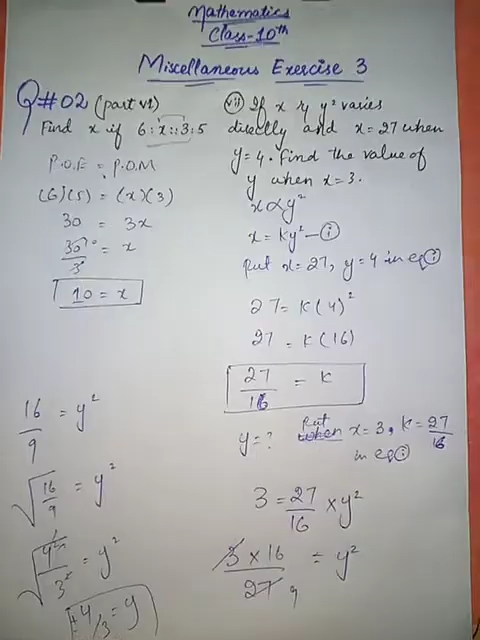 Mathematics
Class-10th
Miscellaneous Exercise 3
Q#02 (part vi)
Find x if 6:x::3:5
P.O.E = P.O.M
(6)(5) = (x)(3)
30 = 3x
30/3 = x
10 = x
(vii) If x & y² varies
directly and x=27 when
y=4. Find the value of
y when x=3.
x∝y²
x = ky² — (i)
Put x=27, y=4 in eq(i)
27 = k(4)²
27 = k(16)
27/16 = k
y=? Put when x=3, k=27/16
in eq(i)
3 = 27/16 × y²
3×16/27 9 = y²
16/9 = y²
√16/9 = y²
√4²/3² = y²
±4/3 = y